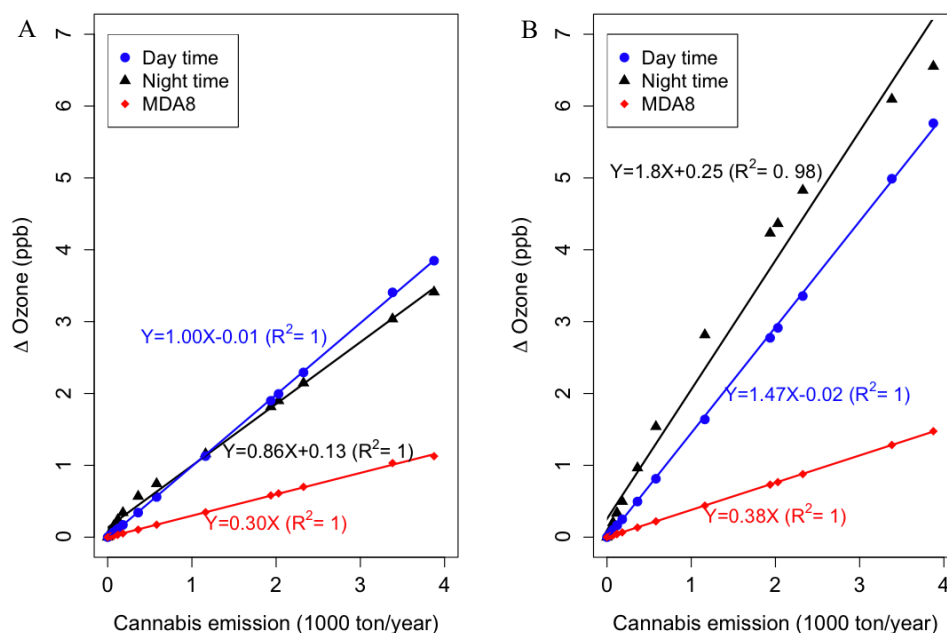 A
Day time
Night time
MDA8
Y=1.00X-0.01 (R²= 1)
Y=0.86X+0.13 (R²= 1)
Y=0.30X (R²= 1)
Δ Ozone (ppb)
0 1 2 3 4 5 6 7
0 1 2 3 4
Cannabis emission (1000 ton/year)
B
Day time
Night time
MDA8
Y=1.8X+0.25 (R²= 0. 98)
Y=1.47X-0.02 (R²= 1)
Y=0.38X (R²= 1)
Δ Ozone (ppb)
0 1 2 3 4 5 6 7
0 1 2 3 4
Cannabis emission (1000 ton/year)